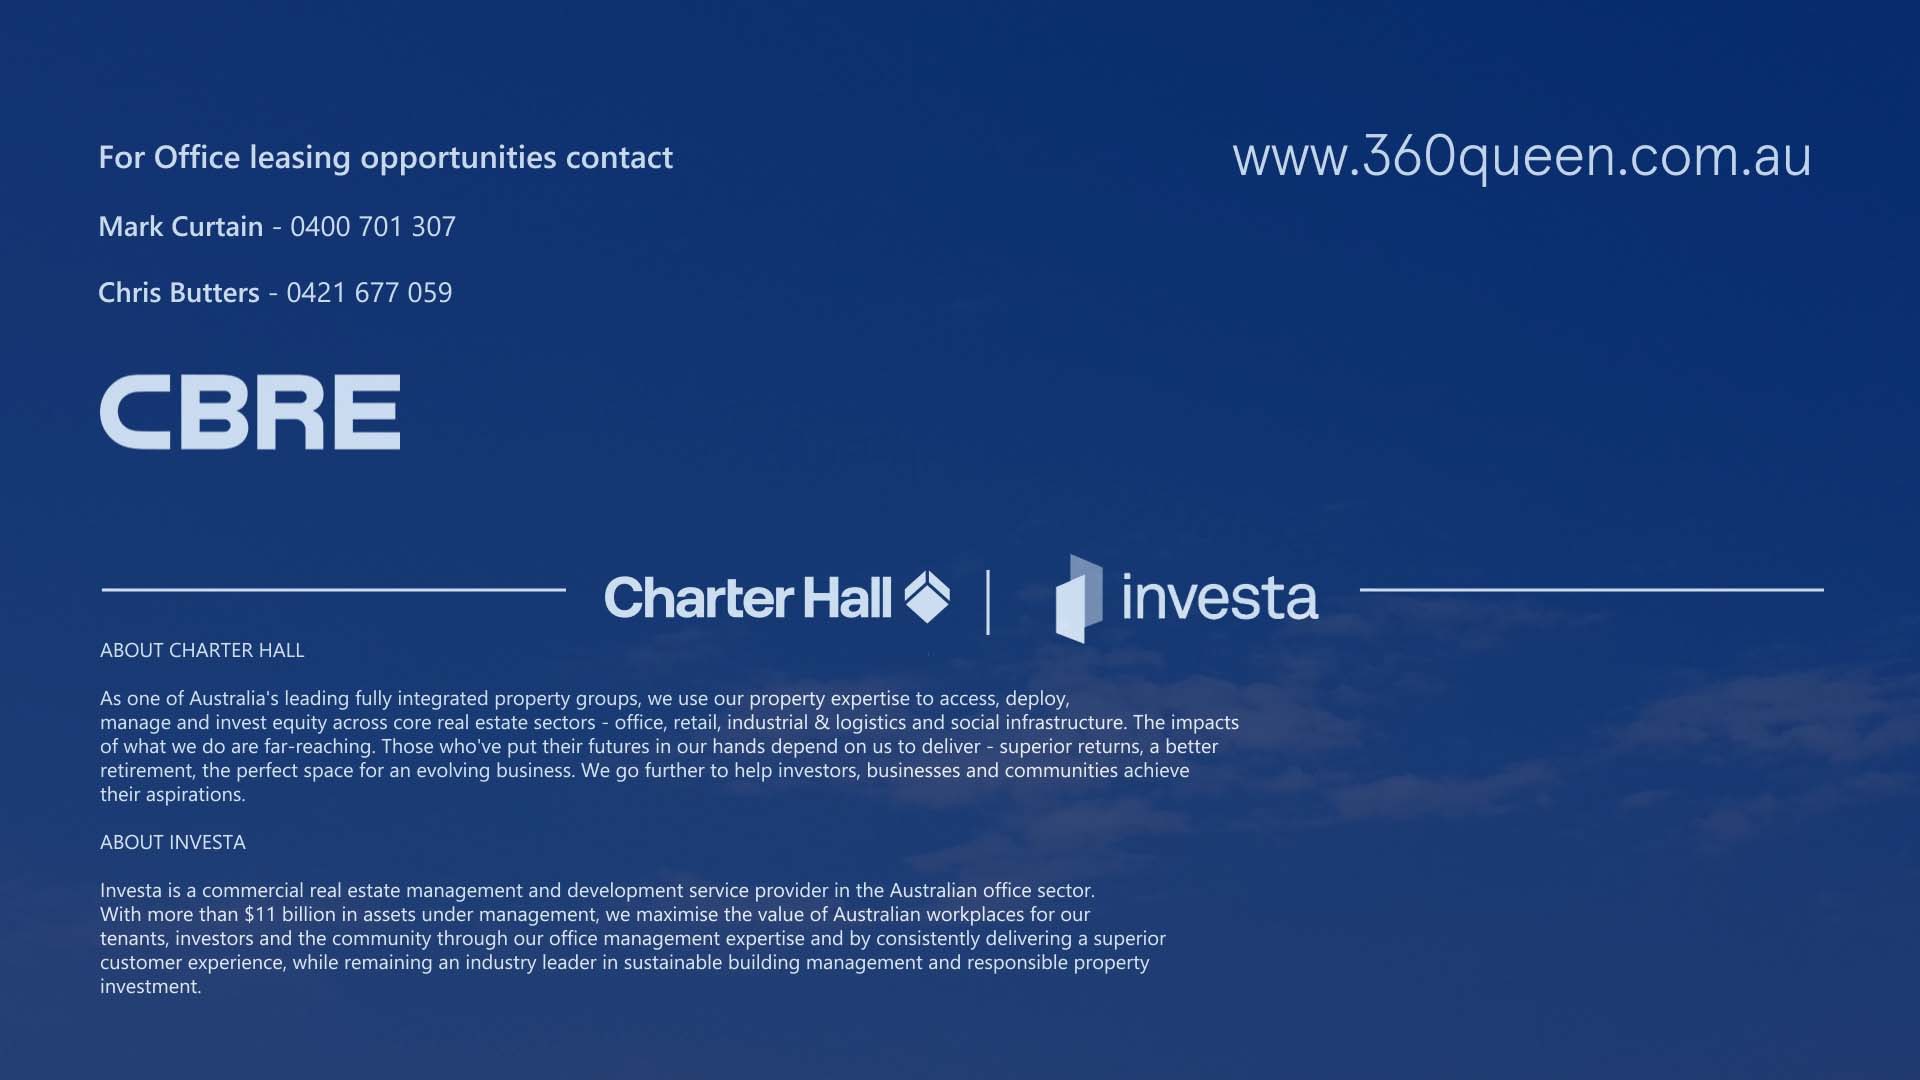 For Office leasing opportunities contact
www.360queen.com.au
Mark Curtain - 0400 701 307
Chris Butters - 0421 677 059
CBRE
Charter Hall | investa
ABOUT CHARTER HALL
As one of Australia's leading fully integrated property groups, we use our property expertise to access, deploy,
manage and invest equity across core real estate sectors - office, retail, industrial & logistics and social infrastructure. The impacts
of what we do are far-reaching. Those who've put their futures in our hands depend on us to deliver - superior returns, a better
retirement, the perfect space for an evolving business. We go further to help investors, businesses and communities achieve
their aspirations.
ABOUT INVESTA
Investa is a commercial real estate management and development service provider in the Australian office sector.
With more than $11 billion in assets under management, we maximise the value of Australian workplaces for our
tenants, investors and the community through our office management expertise and by consistently delivering a superior
customer experience, while remaining an industry leader in sustainable building management and responsible property
investment.